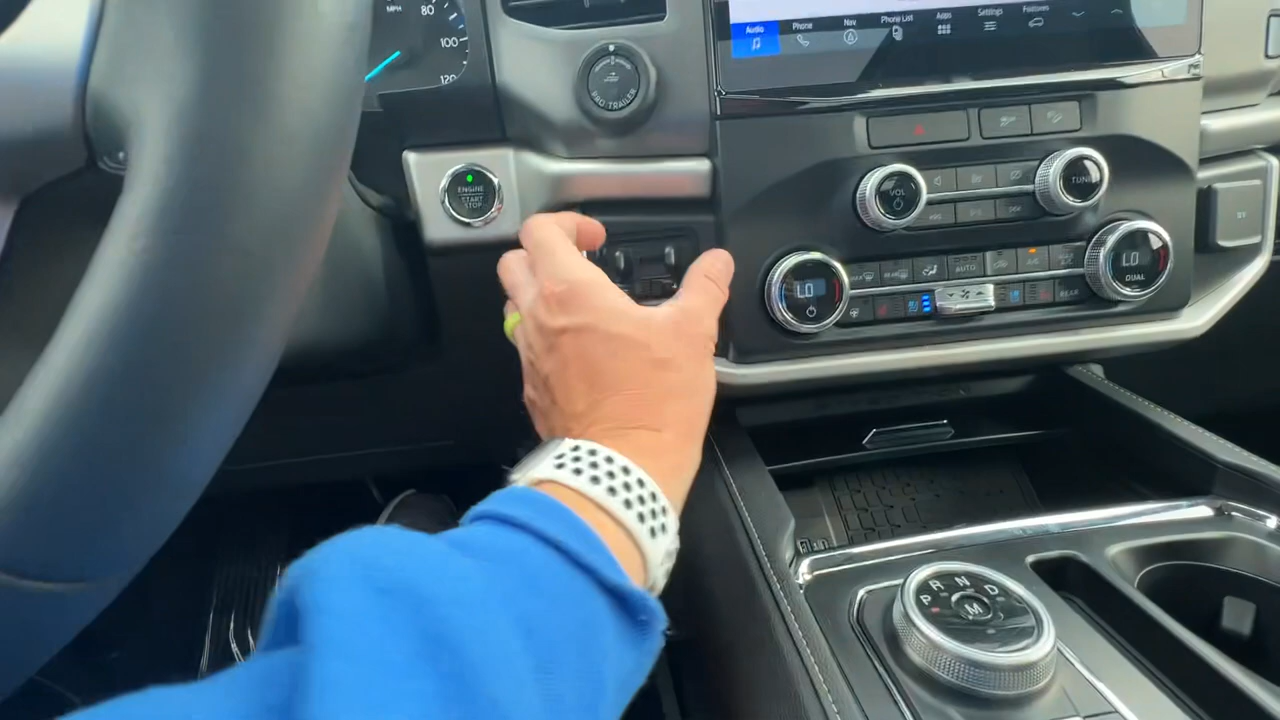 MPH
80
100
120
Audio
Phone
Nav
Phone List
Apps
Settings
Features
PRO TRAILER
ENGINE
START
STOP
VOL
TUNE
LO
AUTO
A/C
LO
DUAL
REAR
P R N D
M